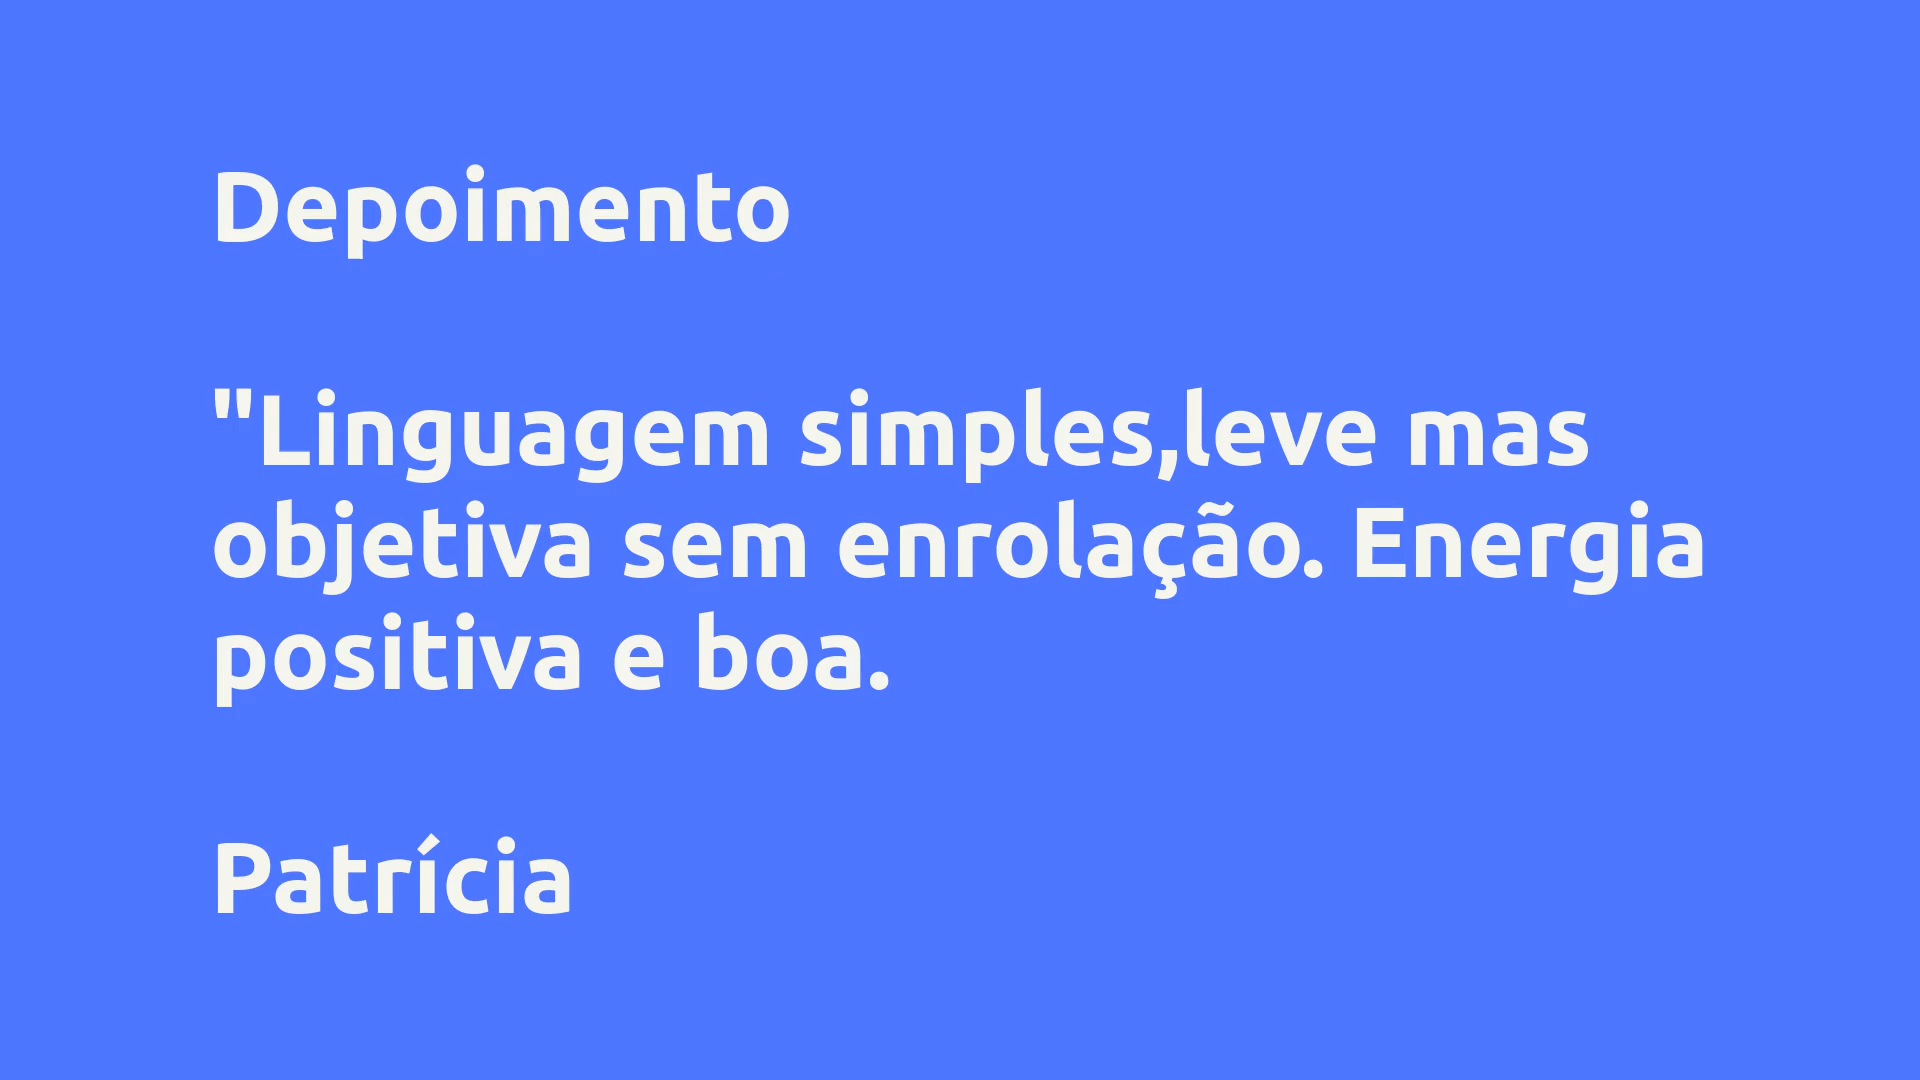 Depoimento
"Linguagem simples,leve mas
objetiva sem enrolação. Energia
positiva e boa.
Patrícia